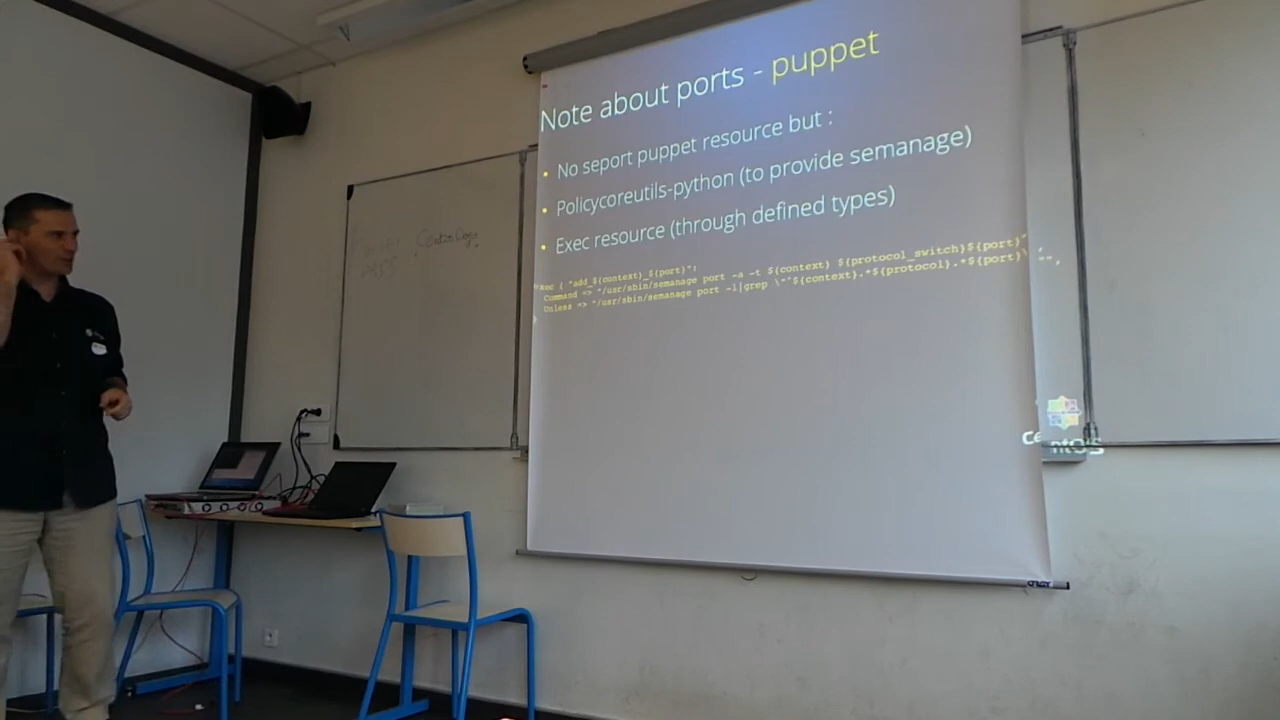 Note about ports - puppet
• No seport puppet resource but :
• Policycoreutils-python (to provide semanage)
• Exec resource (through defined types)
exec { "add_${context}_${port}":
Command => "/usr/sbin/semanage port -a -t ${context} ${protocol_switch}${port}",
Unless => "/usr/sbin/semanage port -l|grep \"^${context}.*${protocol}.*${port}\"",
}
CentOS